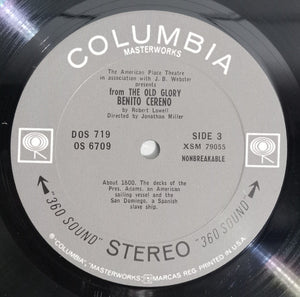 COLUMBIA
MASTERWORKS
The American Place Theatre
in association with J. B. Webster
presents
from THE OLD GLORY
BENITO CERENO
by Robert Lowell
Directed by Jonathan Miller
DOS 719
OS 6709
SIDE 3
XSM 79055
NONBREAKABLE
About 1800. The decks of the
Pres. Adams, an American
sailing vessel and the
San Domingo, a Spanish
slave ship.
"360 SOUND" STEREO "360 SOUND"
® "COLUMBIA", "MASTERWORKS", MARCAS REG. PRINTED IN U.S.A.